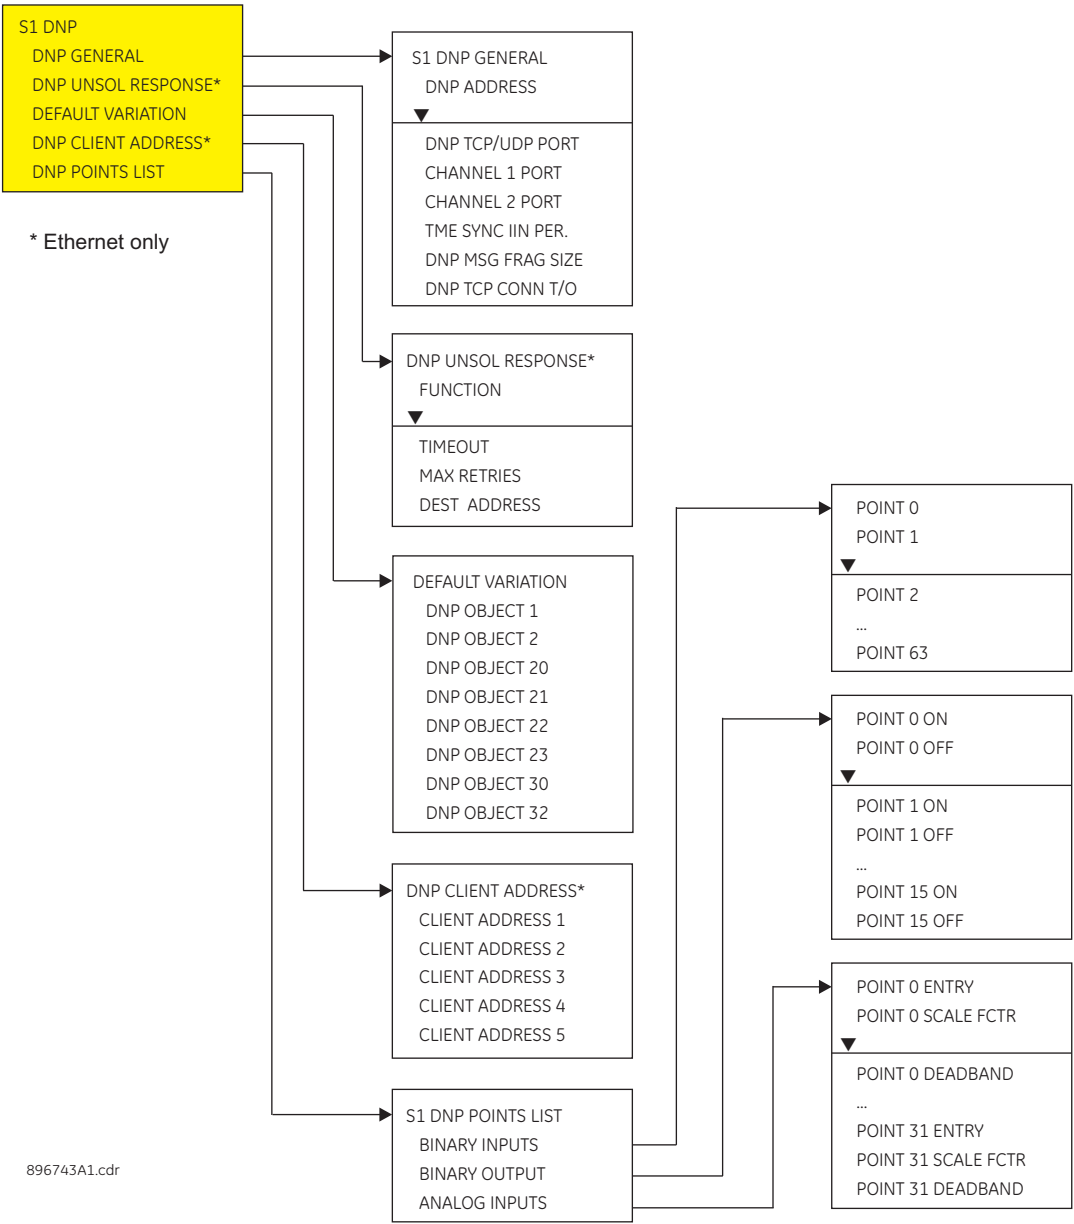 S1 DNP
DNP GENERAL
DNP UNSOL RESPONSE*
DEFAULT VARIATION
DNP CLIENT ADDRESS*
DNP POINTS LIST
* Ethernet only
S1 DNP GENERAL
DNP ADDRESS
DNP TCP/UDP PORT
CHANNEL 1 PORT
CHANNEL 2 PORT
TME SYNC IIN PER.
DNP MSG FRAG SIZE
DNP TCP CONN T/O
DNP UNSOL RESPONSE*
FUNCTION
TIMEOUT
MAX RETRIES
DEST ADDRESS
DEFAULT VARIATION
DNP OBJECT 1
DNP OBJECT 2
DNP OBJECT 20
DNP OBJECT 21
DNP OBJECT 22
DNP OBJECT 23
DNP OBJECT 30
DNP OBJECT 32
DNP CLIENT ADDRESS*
CLIENT ADDRESS 1
CLIENT ADDRESS 2
CLIENT ADDRESS 3
CLIENT ADDRESS 4
CLIENT ADDRESS 5
S1 DNP POINTS LIST
BINARY INPUTS
BINARY OUTPUT
ANALOG INPUTS
POINT 0
POINT 1
POINT 2
...
POINT 63
POINT 0 ON
POINT 0 OFF
POINT 1 ON
POINT 1 OFF
...
POINT 15 ON
POINT 15 OFF
POINT 0 ENTRY
POINT 0 SCALE FCTR
POINT 0 DEADBAND
...
POINT 31 ENTRY
POINT 31 SCALE FCTR
POINT 31 DEADBAND
896743A1.cdr